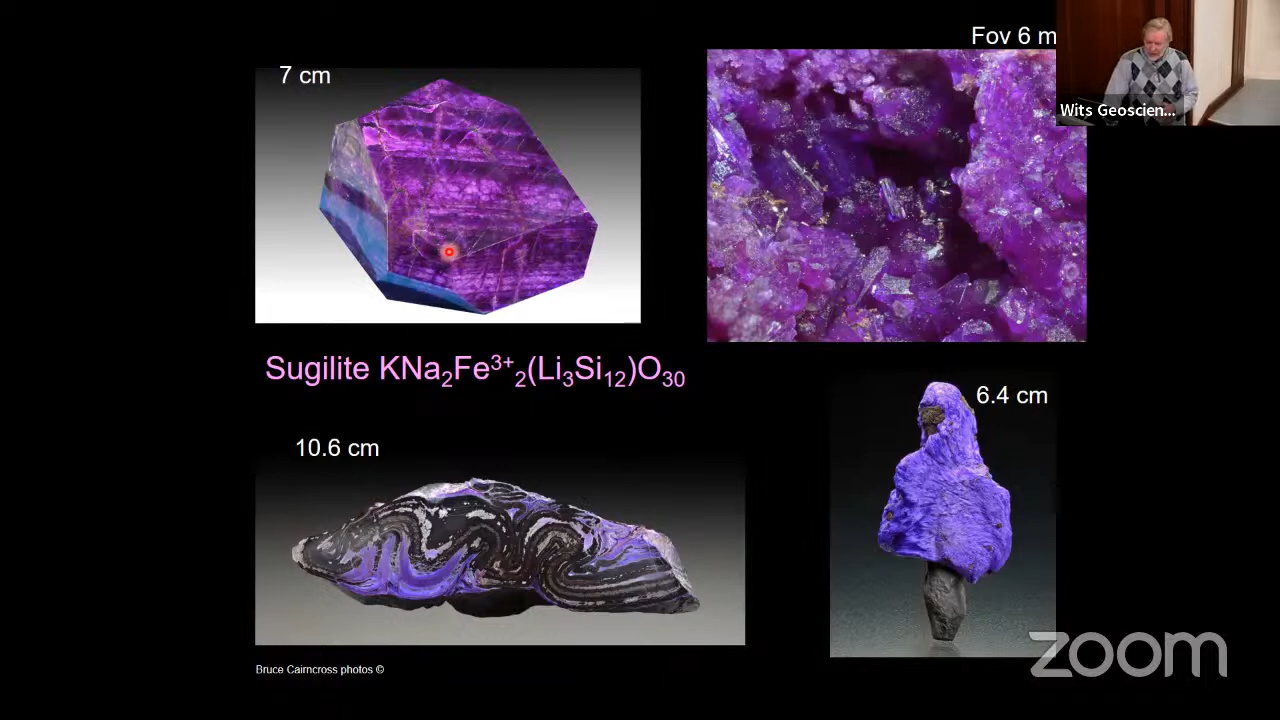 Fov 6 m
7 cm
Wits Geoscien...
Sugilite KNa₂Fe³⁺₂(Li₃Si₁₂)O₃₀
6.4 cm
10.6 cm
zoom
Bruce Cairncross photos ©